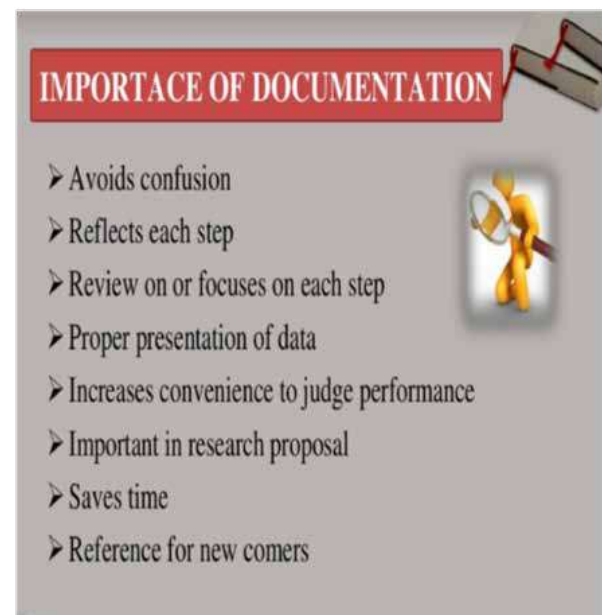 IMPORTACE OF DOCUMENTATION
➢ Avoids confusion
➢ Reflects each step
➢ Review on or focuses on each step
➢ Proper presentation of data
➢ Increases convenience to judge performance
➢ Important in research proposal
➢ Saves time
➢ Reference for new comers